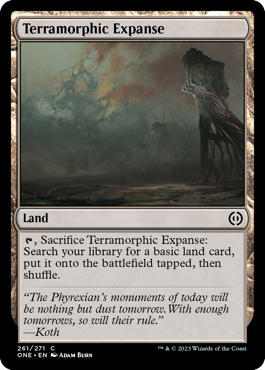 Terramorphic Expanse
Land
, Sacrifice Terramorphic Expanse:
Search your library for a basic land card,
put it onto the battlefield tapped, then
shuffle.
“The Phyrexian’s monuments of today will
be nothing but dust tomorrow.With enough
tomorrows, so will their rule.”
—Koth
261/271 C
ONE • EN Adam Burn
™ & © 2023 Wizards of the Coast